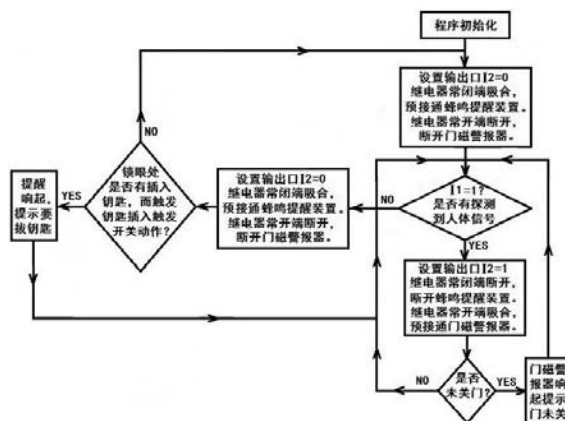 程序初始化
设置输出口I2=0
继电器常闭端吸合,
预接通蜂鸣提醒装置。
继电器常开端断开,
断开门磁警报器。
NO
锁眼处
是否有插入
钥匙,而触发
钥匙插入触发
开关动作?
YES
提醒
响起,
提示要
拔钥匙
设置输出口I2=0
继电器常闭端吸合,
预接通蜂鸣提醒装置。
继电器常开端断开,
断开门磁警报器。
NO
I1=1?
是否有探测
到人体信号
YES
设置输出口I2=1
继电器常闭端断开,
断开蜂鸣提醒装置。
继电器常开端吸合,
预接通门磁警报器。
NO
是否
未关门?
YES
门磁警
报器响
起提示
门未关